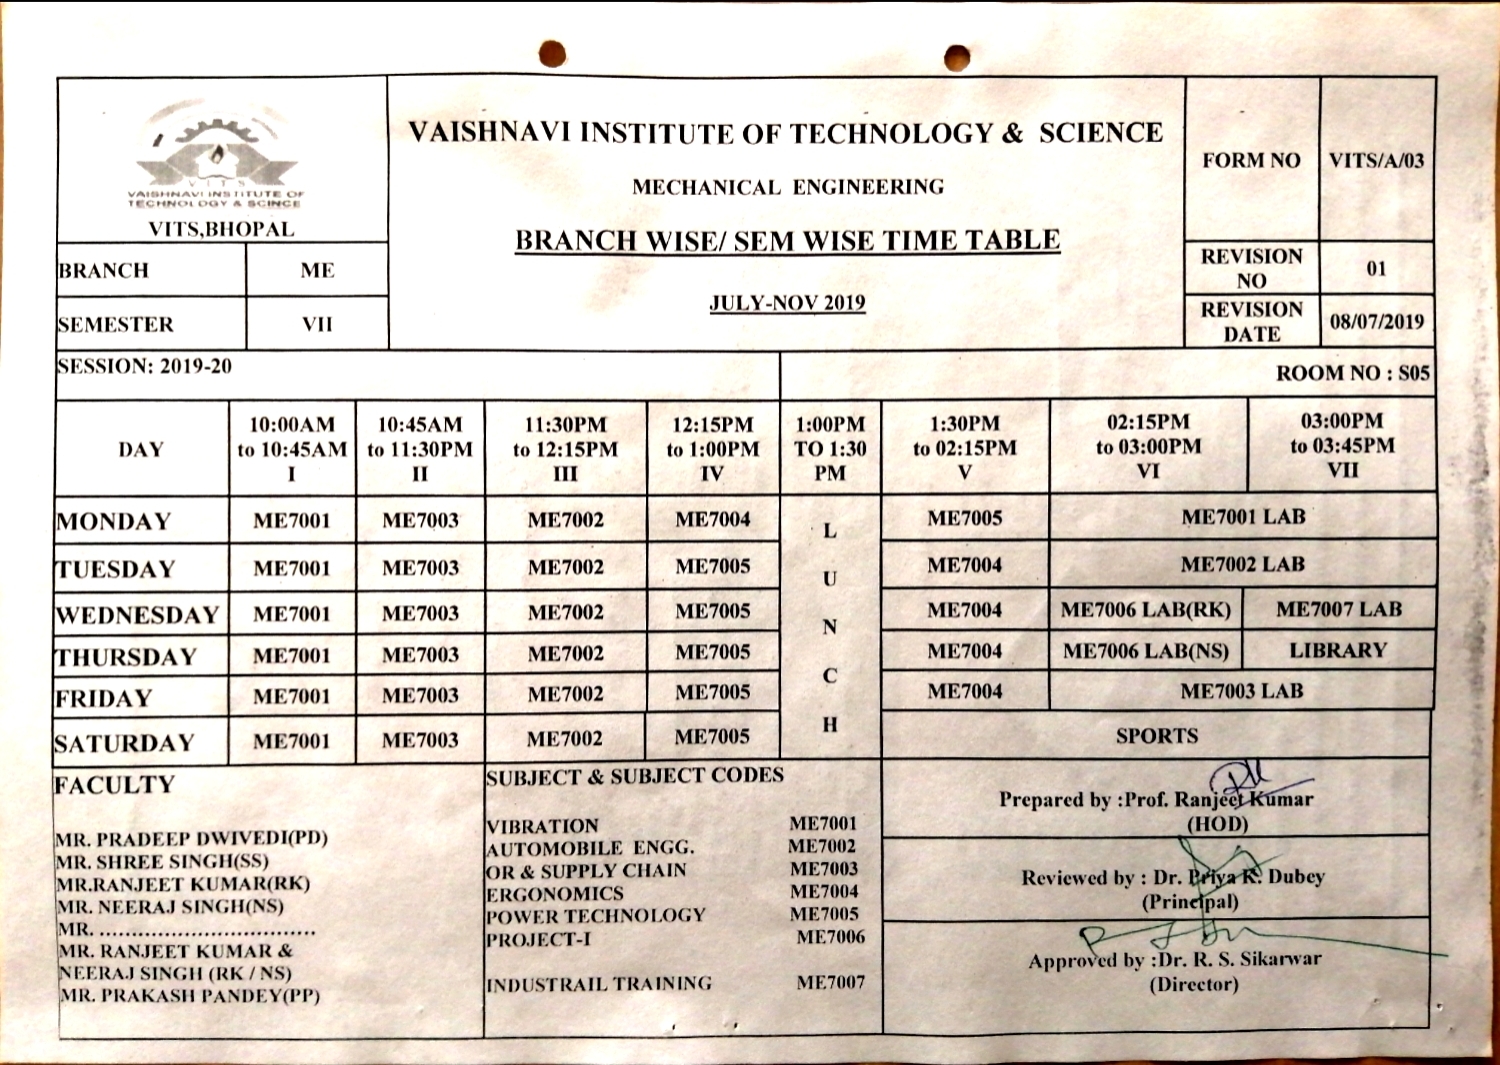 V I T S
VAISHNAVI INSTITUTE OF
TECHNOLOGY & SCINCE
VITS,BHOPAL
VAISHNAVI INSTITUTE OF TECHNOLOGY & SCIENCE
MECHANICAL ENGINEERING
BRANCH WISE/ SEM WISE TIME TABLE
JULY-NOV 2019
FORM NO VITS/A/03
REVISION NO 01
REVISION DATE 08/07/2019
BRANCH ME
SEMESTER VII
SESSION: 2019-20
ROOM NO : S05
DAY
10:00AM
to 10:45AM
I
10:45AM
to 11:30PM
II
11:30PM
to 12:15PM
III
12:15PM
to 1:00PM
IV
1:00PM
TO 1:30
PM
1:30PM
to 02:15PM
V
02:15PM
to 03:00PM
VI
03:00PM
to 03:45PM
VII
MONDAY ME7001 ME7003 ME7002 ME7004 L ME7005 ME7001 LAB
TUESDAY ME7001 ME7003 ME7002 ME7005 U ME7004 ME7002 LAB
WEDNESDAY ME7001 ME7003 ME7002 ME7005 N ME7004 ME7006 LAB(RK) ME7007 LAB
THURSDAY ME7001 ME7003 ME7002 ME7005 ME7004 ME7006 LAB(NS) LIBRARY
FRIDAY ME7001 ME7003 ME7002 ME7005 C ME7004 ME7003 LAB
SATURDAY ME7001 ME7003 ME7002 ME7005 H SPORTS
FACULTY
MR. PRADEEP DWIVEDI(PD)
MR. SHREE SINGH(SS)
MR.RANJEET KUMAR(RK)
MR. NEERAJ SINGH(NS)
MR. .................................
MR. RANJEET KUMAR &
NEERAJ SINGH (RK / NS)
MR. PRAKASH PANDEY(PP)
SUBJECT & SUBJECT CODES
VIBRATION ME7001
AUTOMOBILE ENGG. ME7002
OR & SUPPLY CHAIN ME7003
ERGONOMICS ME7004
POWER TECHNOLOGY ME7005
PROJECT-I ME7006
INDUSTRAIL TRAINING ME7007
Prepared by :Prof. Ranjeet Kumar
(HOD)
Reviewed by : Dr. Priya K. Dubey
(Principal)
Approved by :Dr. R. S. Sikarwar
(Director)